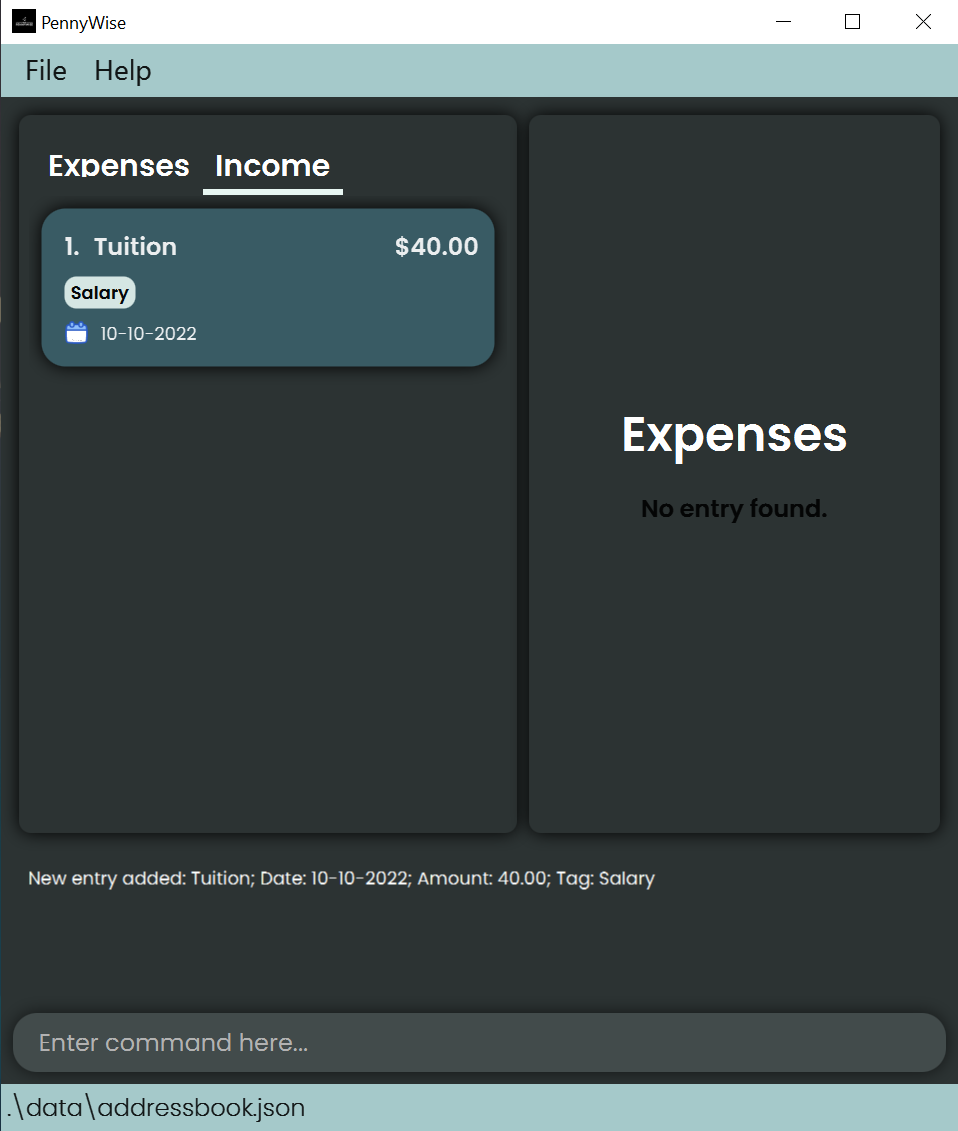 PennyWise
File Help
Expenses Income
1. Tuition $40.00
Salary
10-10-2022
Expenses
No entry found.
New entry added: Tuition; Date: 10-10-2022; Amount: 40.00; Tag: Salary
Enter command here...
.\data\addressbook.json